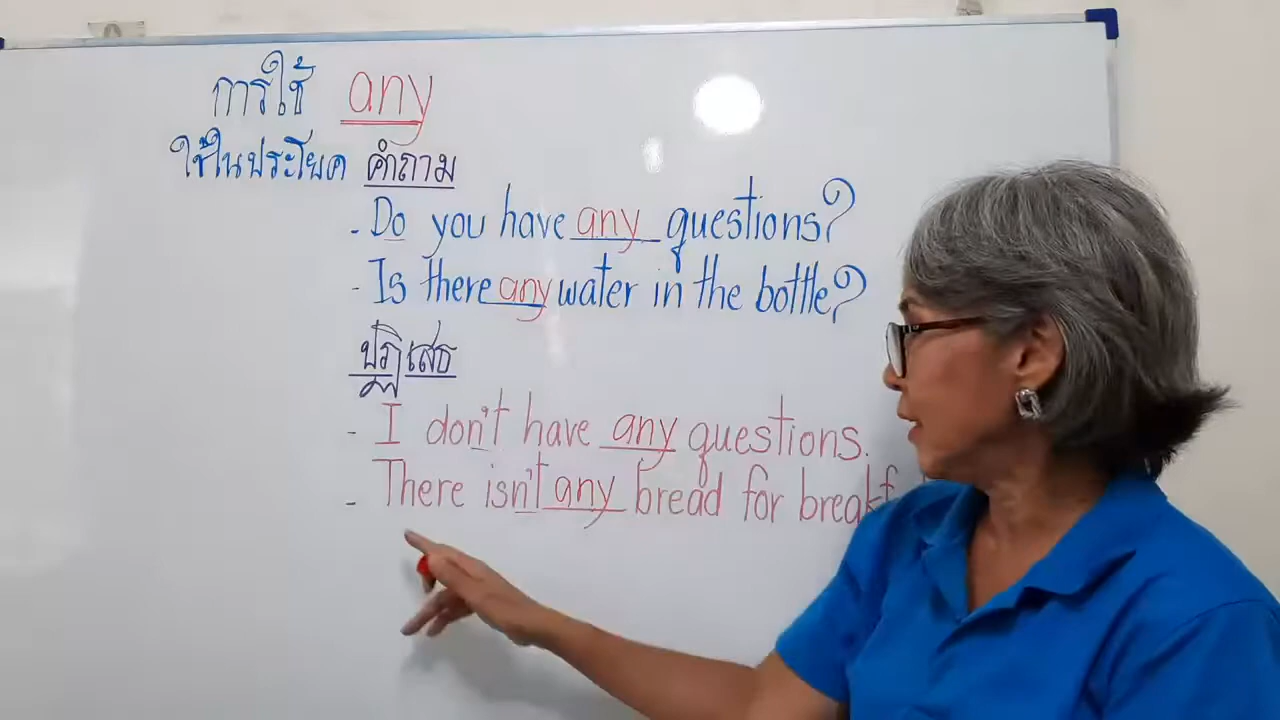 การใช้ any
ใช้ในประโยค คำถาม
- Do you have any questions?
- Is there any water in the bottle?
ปฏิเสธ
- I don't have any questions.
- There isn't any bread for breakf